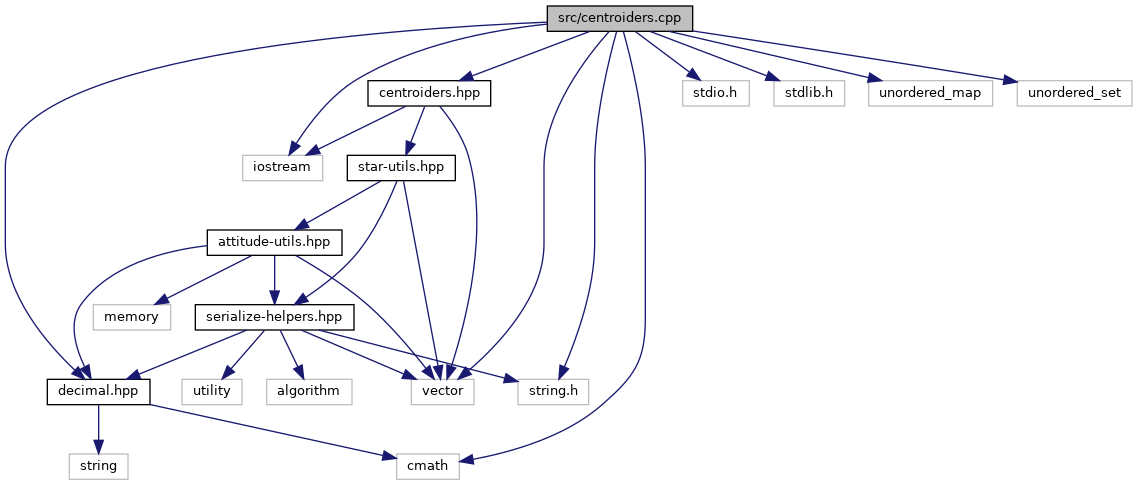 src/centroiders.cpp
centroiders.hpp
stdio.h
stdlib.h
unordered_map
unordered_set
iostream
star-utils.hpp
attitude-utils.hpp
memory
serialize-helpers.hpp
decimal.hpp
utility
algorithm
vector
string.h
string
cmath